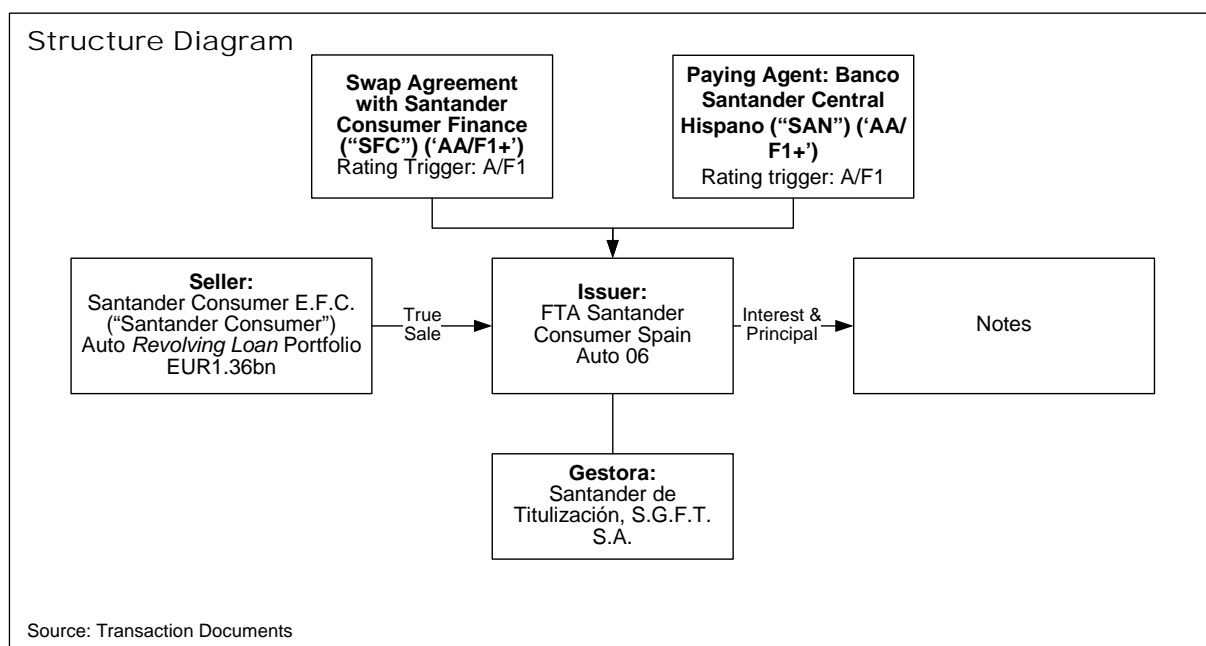 Structure Diagram
Swap Agreement
with Santander
Consumer Finance
(“SFC”) (‘AA/F1+’)
Rating Trigger: A/F1
Paying Agent: Banco
Santander Central
Hispano (“SAN”) (‘AA/
F1+’)
Rating trigger: A/F1
Seller:
Santander Consumer E.F.C.
(“Santander Consumer”)
Auto Revolving Loan Portfolio
EUR1.36bn
True
Sale
Issuer:
FTA Santander
Consumer Spain
Auto 06
Interest &
Principal
Notes
Gestora:
Santander de
Titulización, S.G.F.T.
S.A.
Source: Transaction Documents